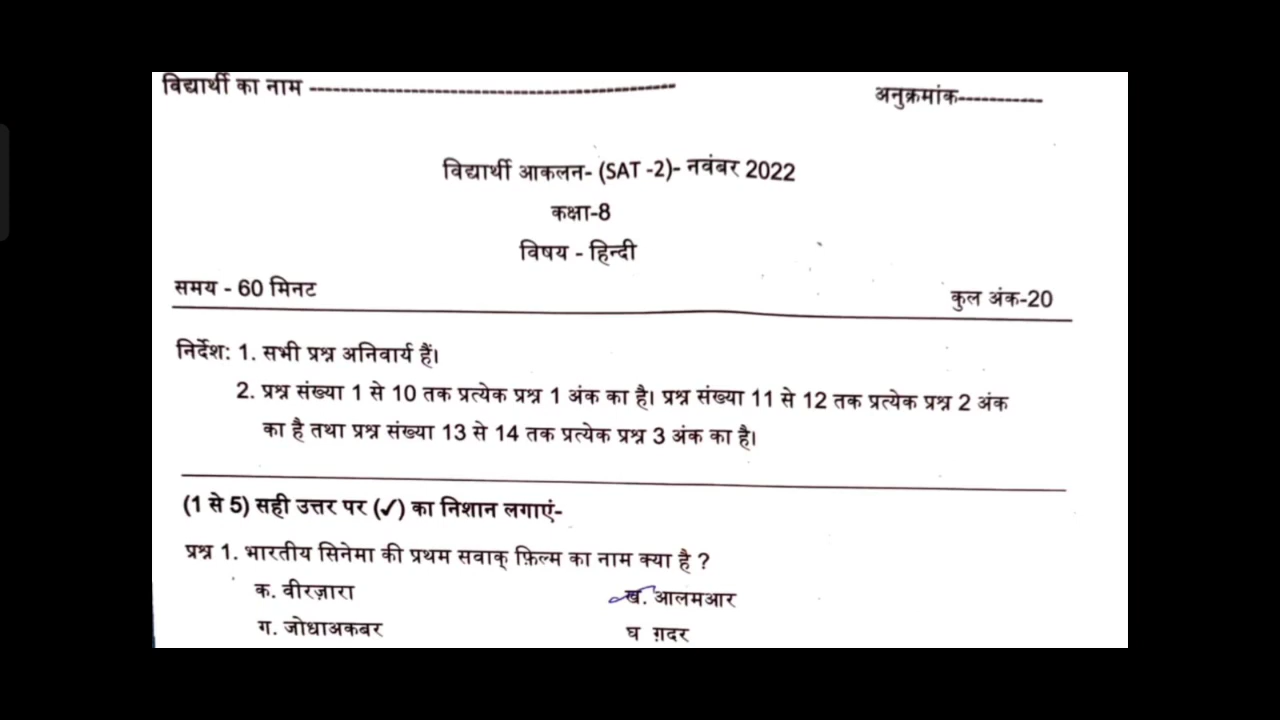 विद्यार्थी का नाम ----------------------------------------------- अनुक्रमांक-----------
विद्यार्थी आकलन- (SAT -2)- नवंबर 2022
कक्षा-8
विषय - हिन्दी
समय - 60 मिनट कुल अंक-20
निर्देश: 1. सभी प्रश्न अनिवार्य हैं।
2. प्रश्न संख्या 1 से 10 तक प्रत्येक प्रश्न 1 अंक का है। प्रश्न संख्या 11 से 12 तक प्रत्येक प्रश्न 2 अंक
का है तथा प्रश्न संख्या 13 से 14 तक प्रत्येक प्रश्न 3 अंक का है।
(1 से 5) सही उत्तर पर (✓) का निशान लगाएं-
प्रश्न 1. भारतीय सिनेमा की प्रथम सवाक् फ़िल्म का नाम क्या है ?
क. वीरज़ारा ख. आलमआर
ग. जोधाअकबर घ ग़दर